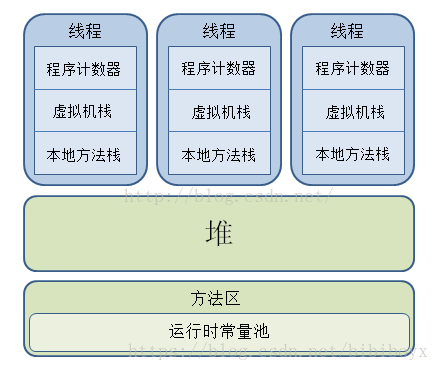 线程 线程 线程
程序计数器 程序计数器 程序计数器
虚拟机栈 虚拟机栈 虚拟机栈
本地方法栈 本地方法栈 本地方法栈
http://blog.csdn.net/
堆
方法区
运行时常量池
http://blog.csdn.net/bihihayx